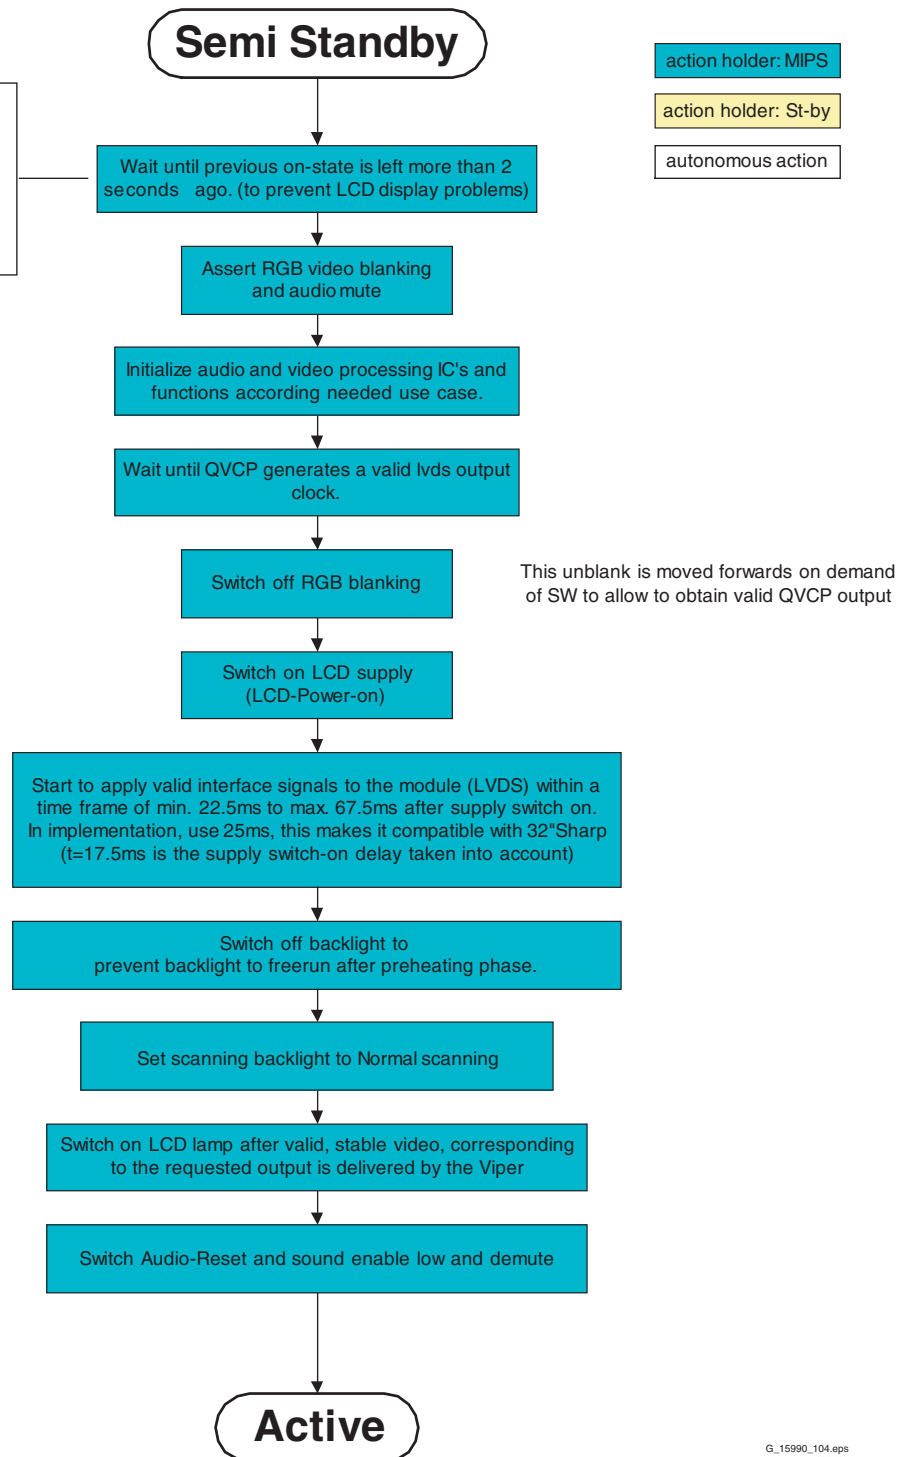 Semi Standby
action holder: MIPS
action holder: St-by
autonomous action
Wait until previous on-state is left more than 2
seconds ago. (to prevent LCD display problems)
Assert RGB video blanking
and audio mute
Initialize audio and video processing IC's and
functions according needed use case.
Wait until QVCP generates a valid lvds output
clock.
Switch off RGB blanking
This unblank is moved forwards on demand
of SW to allow to obtain valid QVCP output
Switch on LCD supply
(LCD-Power-on)
Start to apply valid interface signals to the module (LVDS) within a
time frame of min. 22.5ms to max. 67.5ms after supply switch on.
In implementation, use 25ms, this makes it compatible with 32"Sharp
(t=17.5ms is the supply switch-on delay taken into account)
Switch off backlight to
prevent backlight to freerun after preheating phase.
Set scanning backlight to Normal scanning
Switch on LCD lamp after valid, stable video, corresponding
to the requested output is delivered by the Viper
Switch Audio-Reset and sound enable low and demute
Active
G_15990_104.eps